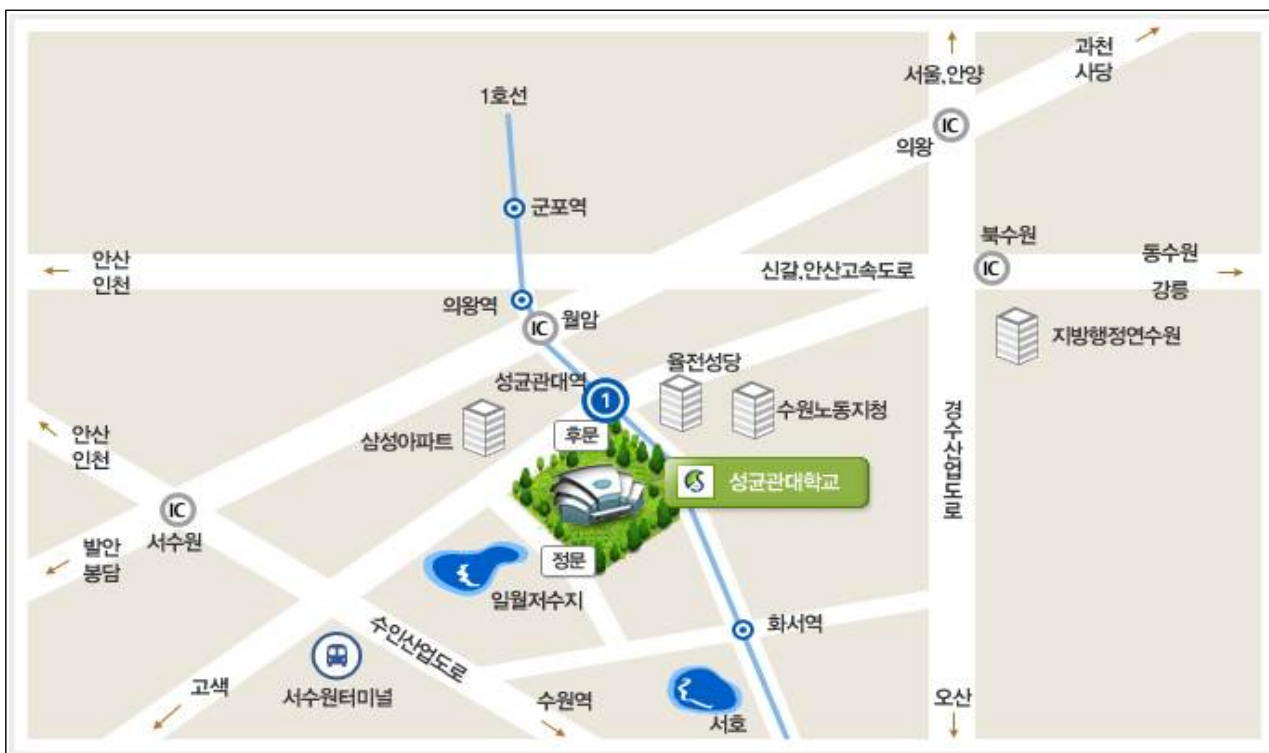 과천
사당
서울,안양
1호선
IC
의왕
군포역
북수원
안산
인천
신갈,안산고속도로
IC
동수원
강릉
의왕역
IC
월암
지방행정연수원
율전성당
성균관대역
1
수원노동지청
경수산업도로
삼성아파트
후문
안산
인천
성균관대학교
IC
서수원
발안
봉담
정문
일월저수지
수인산업도로
화서역
고색
서수원터미널
수원역
서호
오산